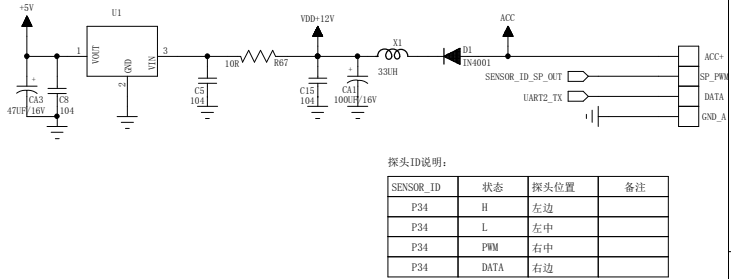 +5V
U1
VDD+12V
ACC
1
VOUT
GND
VIN
3
2
10R
R67
X1
33UH
D1
IN4001
ACC+
SENSOR_ID_SP_OUT
SP_PWM
UART2_TX
DATA
GND_A
+
CA3
47UF/16V
C8
104
C5
104
C15
104
+
CA1
100UF/16V
探头ID说明:
SENSOR_ID 状态 探头位置 备注
P34 H 左边
P34 L 左中
P34 PWM 右中
P34 DATA 右边